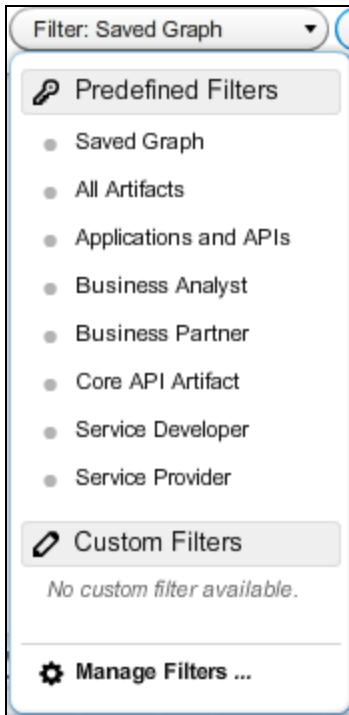 Filter: Saved Graph
Predefined Filters
Saved Graph
All Artifacts
Applications and APIs
Business Analyst
Business Partner
Core API Artifact
Service Developer
Service Provider
Custom Filters
No custom filter available.
Manage Filters ...